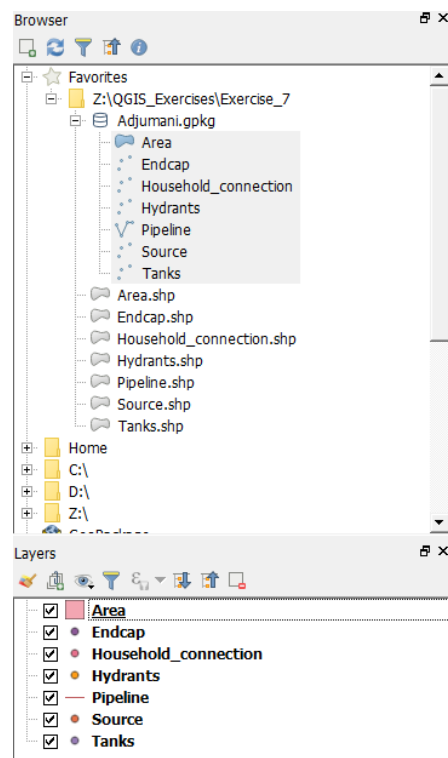 Browser
Favorites
Z:\QGIS_Exercises\Exercise_7
Adjumani.gpkg
Area
Endcap
Household_connection
Hydrants
Pipeline
Source
Tanks
Area.shp
Endcap.shp
Household_connection.shp
Hydrants.shp
Pipeline.shp
Source.shp
Tanks.shp
Home
C:\
D:\
Z:\
GeoPackage
Layers
Area
Endcap
Household_connection
Hydrants
Pipeline
Source
Tanks